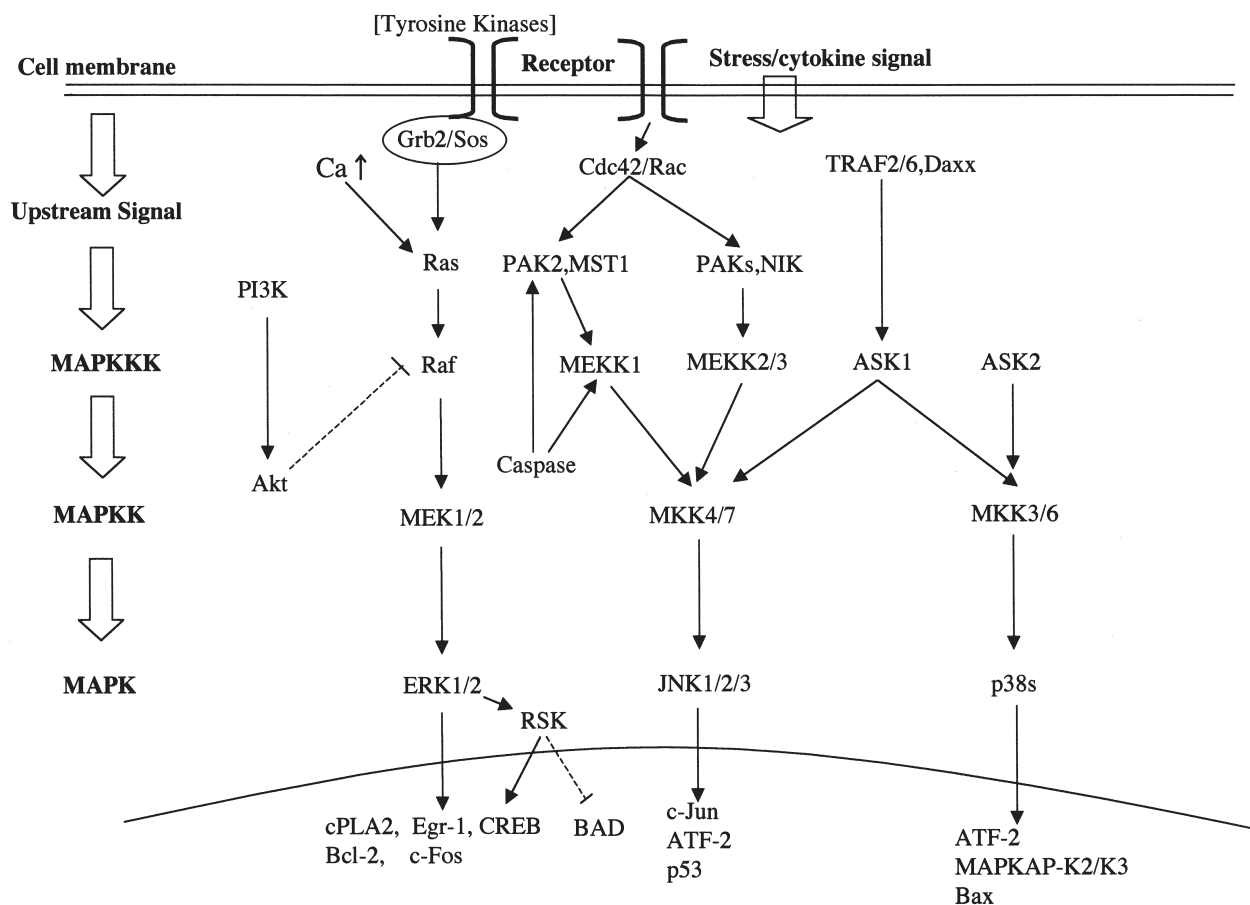 [Tyrosine Kinases]
Cell membrane
Receptor
Stress/cytokine signal
Grb2/Sos
Ca ↑
Cdc42/Rac
TRAF2/6,Daxx
Upstream Signal
Ras
PAK2,MST1
PAKs,NIK
PI3K
MAPKKK
Raf
MEKK1
MEKK2/3
ASK1
ASK2
Caspase
Akt
MAPKK
MEK1/2
MKK4/7
MKK3/6
MAPK
ERK1/2
JNK1/2/3
p38s
RSK
cPLA2, Egr-1, CREB
Bcl-2, c-Fos
BAD
c-Jun
ATF-2
p53
ATF-2
MAPKAP-K2/K3
Bax